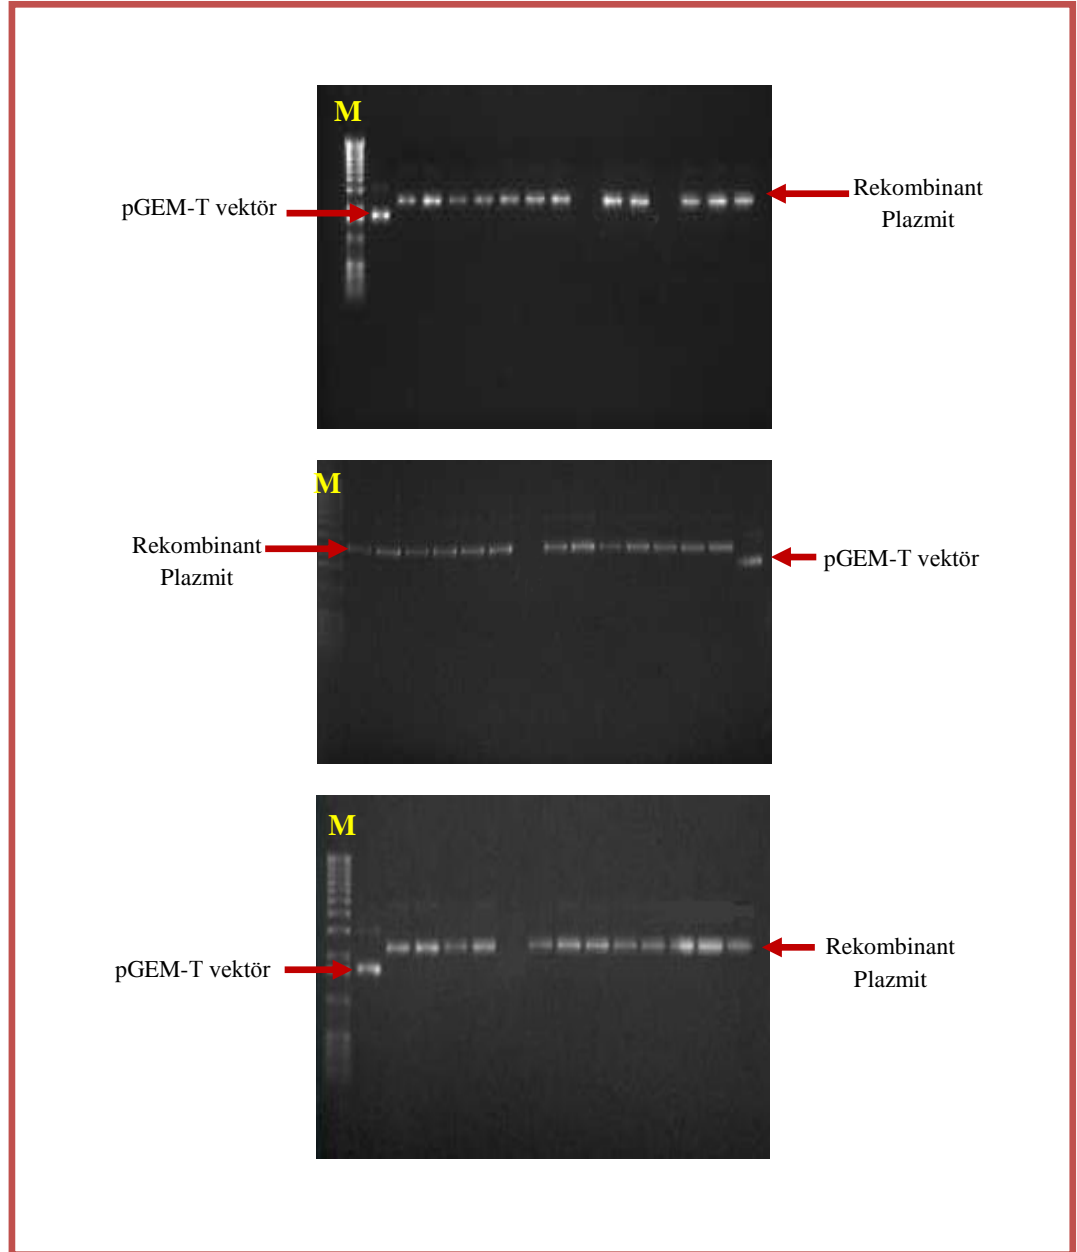 M
pGEM-T vektör
Rekombinant
Plazmit
M
Rekombinant
Plazmit
pGEM-T vektör
M
pGEM-T vektör
Rekombinant
Plazmit